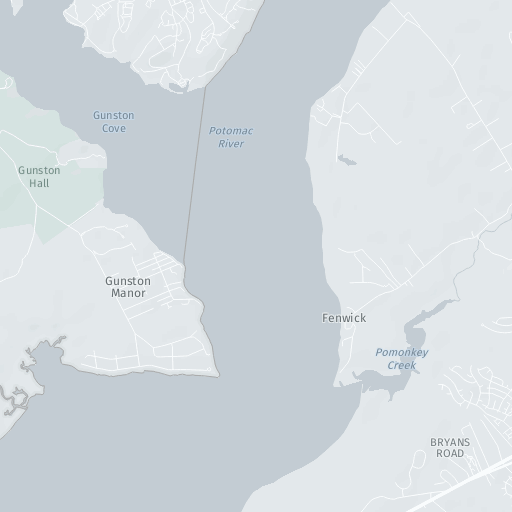 Gunston
Cove
Potomac
River
Gunston
Hall
Gunston
Manor
Fenwick
Pomonkey
Creek
BRYANS
ROAD